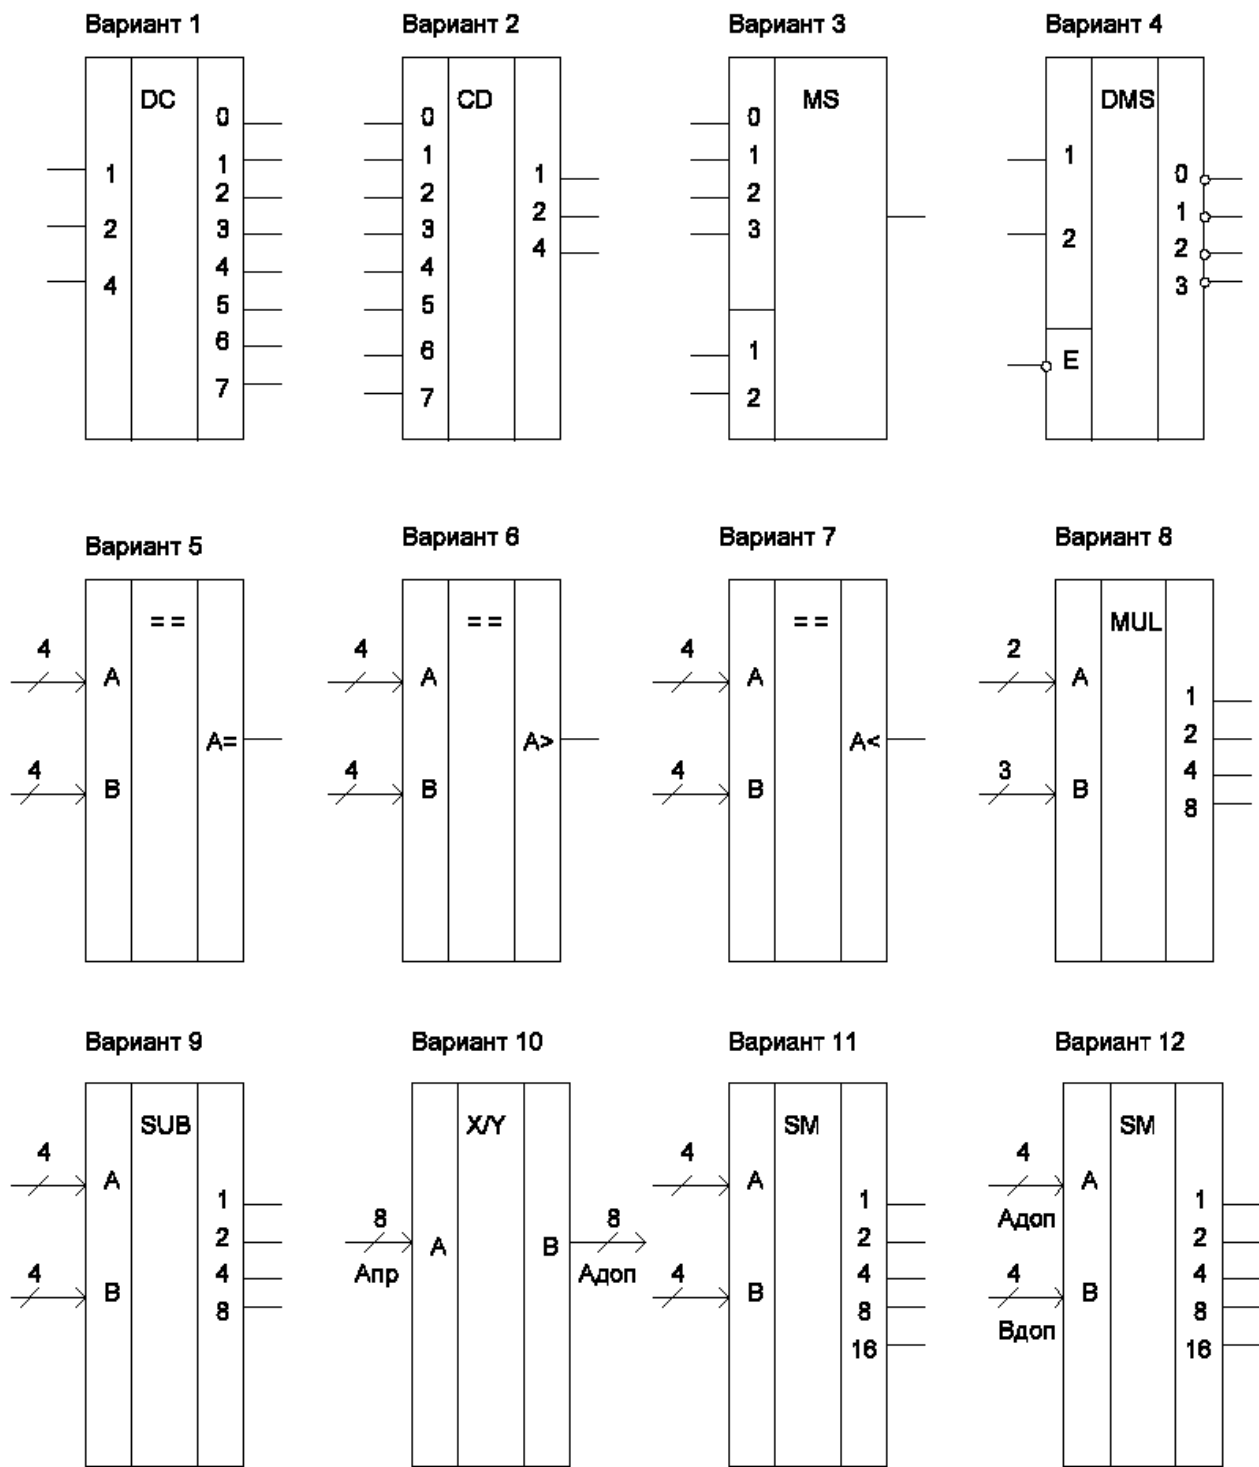 Вариант 1 Вариант 2 Вариант 3 Вариант 4
DC CD MS DMS
0 0 0
1 1 1 1 1 1 0
2 2 2 2 2 1
2 3 3 4 3 2 2
4 4 4 3
5 5
6 6 1 E
7 7 2
Вариант 5 Вариант 6 Вариант 7 Вариант 8
== == == MUL
4 4 4 2
A A A A
1
A= A> A< 2
4 4 4 3 4
B B B B 8
Вариант 9 Вариант 10 Вариант 11 Вариант 12
SUB X/Y SM SM
4 4 4
A A A
1 8 8 1 Aдоп 1
2 A B 2 2
4 Aпр Aдоп 4 4 4 4
4 B B B
8 8 Bдоп 8
16 16